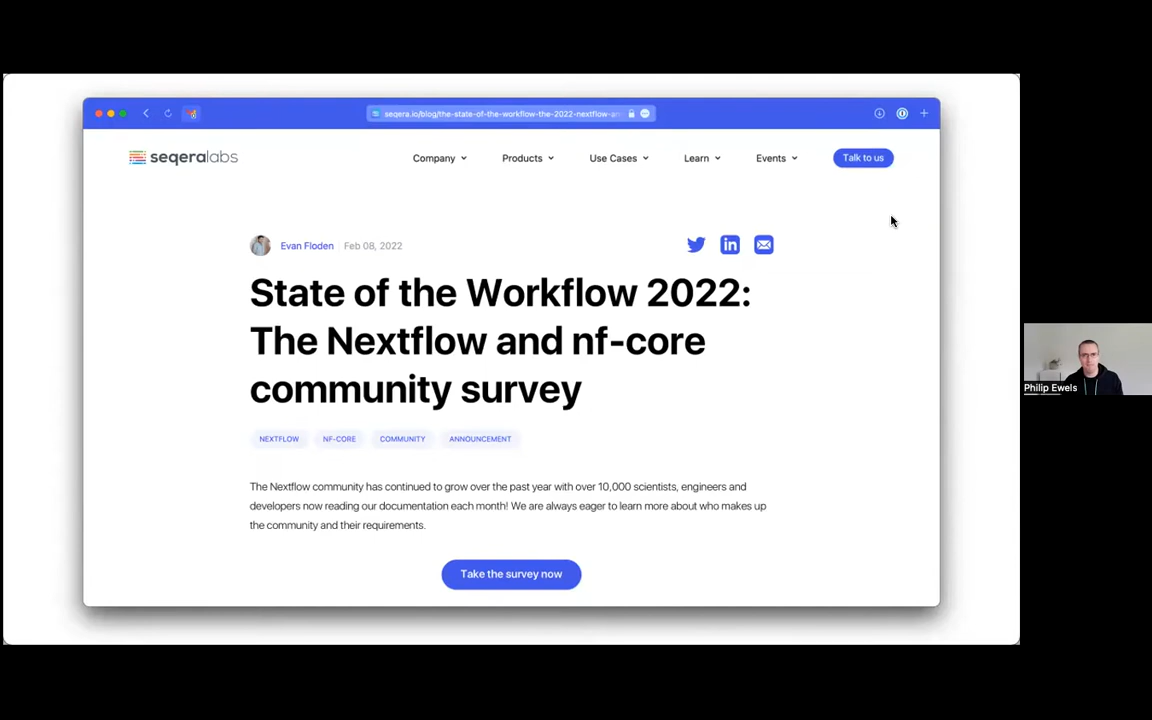 seqera.io/blog/the-state-of-the-workflow-the-2022-nextflow-
seqeralabs
Company
Products
Use Cases
Learn
Events
Talk to us
Evan Floden
Feb 08, 2022
in
State of the Workflow 2022:
The Nextflow and nf-core
community survey
NEXTFLOW
NF-CORE
COMMUNITY
ANNOUNCEMENT
The Nextflow community has continued to grow over the past year with over 10,000 scientists, engineers and
developers now reading our documentation each month! We are always eager to learn more about who makes up
the community and their requirements.
Take the survey now
Philip Ewels